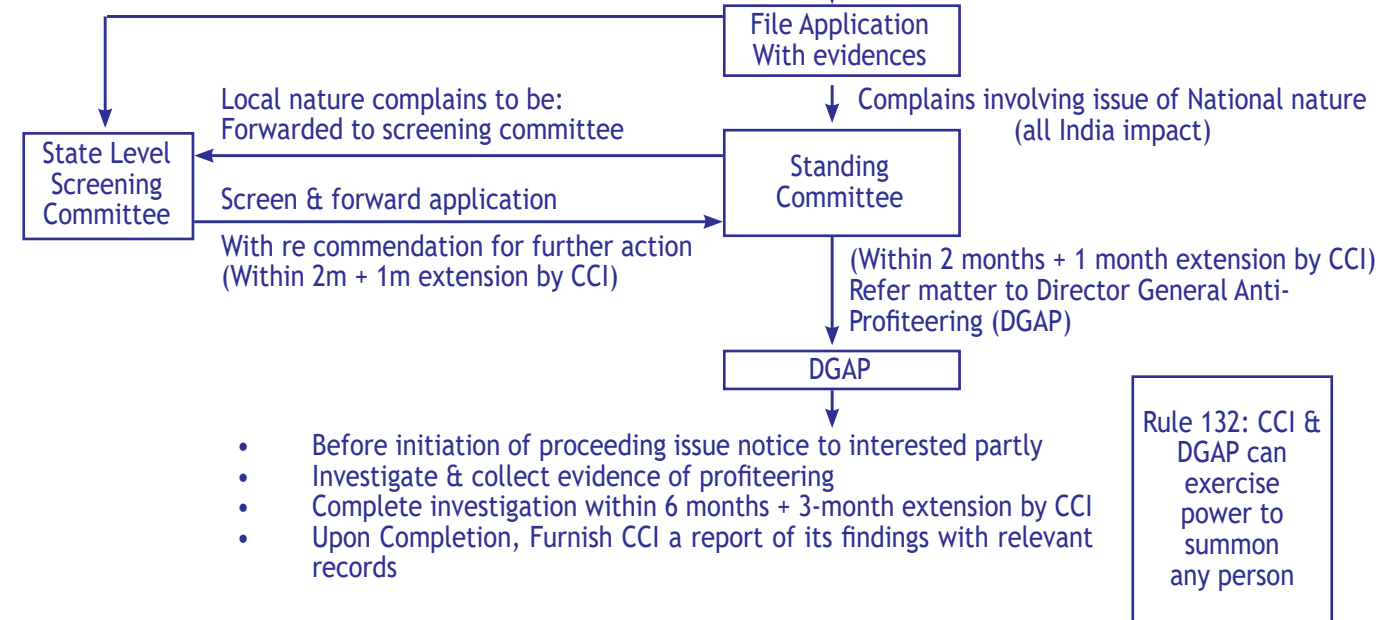 File Application
With evidences
Local nature complains to be:
Forwarded to screening committee
Complains involving issue of National nature
(all India impact)
State Level
Screening
Committee
Standing
Committee
Screen & forward application
With re commendation for further action
(Within 2m + 1m extension by CCI)
(Within 2 months + 1 month extension by CCI)
Refer matter to Director General Anti-
Profiteering (DGAP)
DGAP
• Before initiation of proceeding issue notice to interested partly
• Investigate & collect evidence of profiteering
• Complete investigation within 6 months + 3-month extension by CCI
• Upon Completion, Furnish CCI a report of its findings with relevant
records
Rule 132: CCI &
DGAP can
exercise
power to
summon
any person